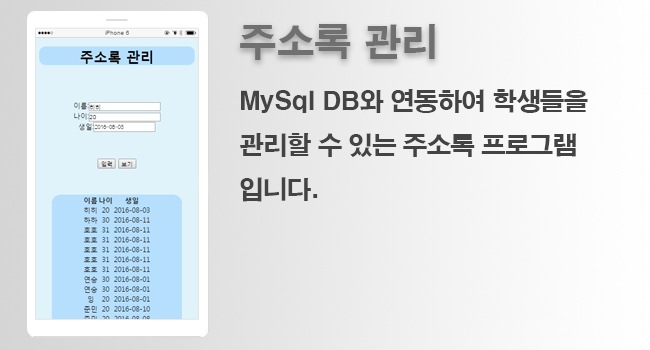 주소록 관리
MySql DB와 연동하여 학생들을
관리할 수 있는 주소록 프로그램
입니다.
iPhone 6
주소록 관리
이름: 히히
나이: 20
생일: 2016-08-03
입력 보기
이름 나이 생일
히히 20 2016-08-03
하하 30 2016-08-11
호호 31 2016-08-11
호호 31 2016-08-11
호호 31 2016-08-11
호호 31 2016-08-11
호호 31 2016-08-11
연승 30 2016-08-01
연승 30 2016-08-01
잉 20 2016-08-01
준민 20 2016-08-10